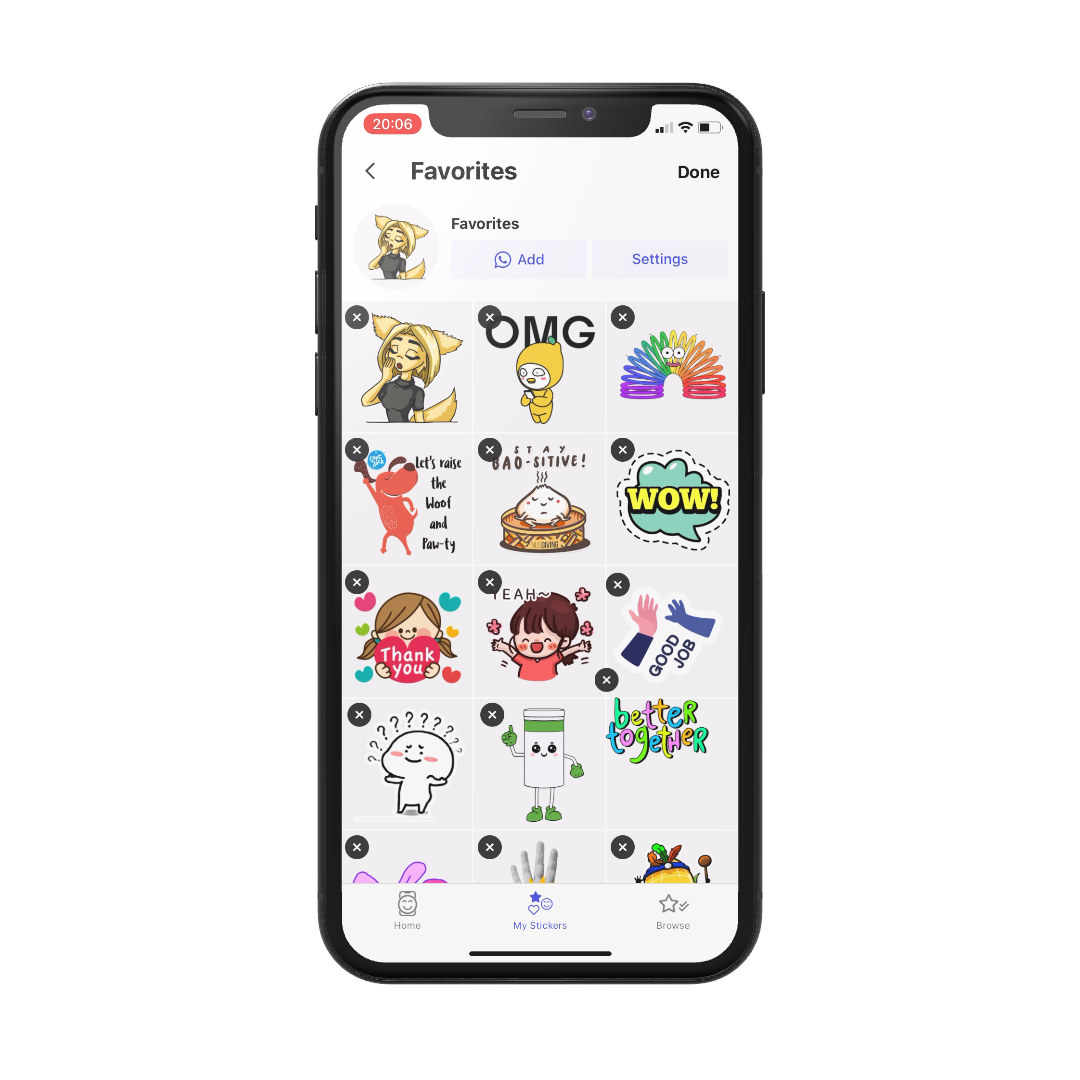 20:06
Favorites
Done
Favorites
Add
Settings
OMG
Let's raise
the
Woof
and
Paw-ty
STAY
BAO-SITIVE!
GIVING
WOW!
Thank
you
YEAH~
GOOD
JOB
? ? ? ? ? ? ? ? ? ?
better
together
Home
My Stickers
Browse